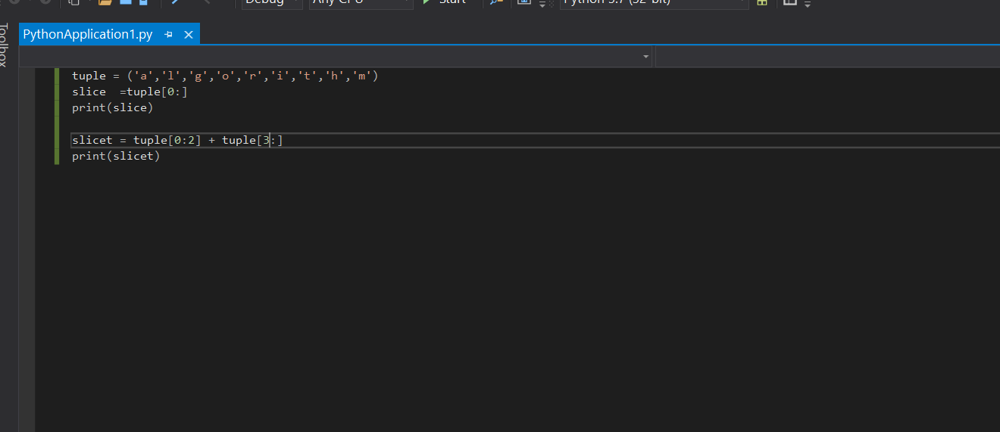 Debug Any CPU Start Python 3.7 (32-bit)
Toolbox
PythonApplication1.py
tuple = ('a','l','g','o','r','i','t','h','m')
slice  =tuple[0:]
print(slice)
slicet = tuple[0:2] + tuple[3:]
print(slicet)